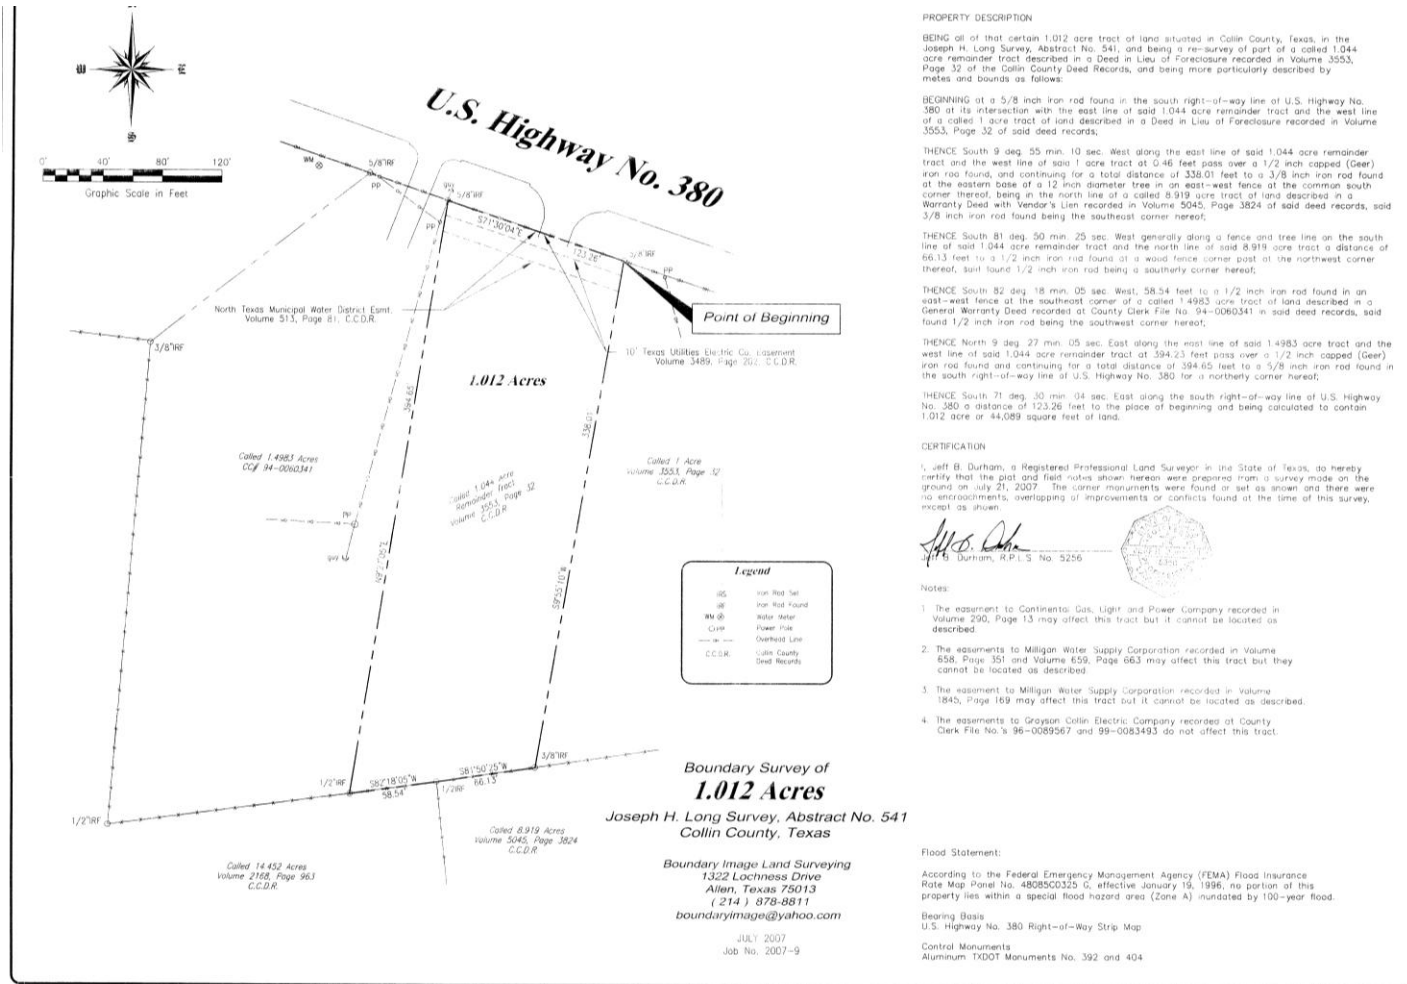 U.S. Highway No. 380
0' 40' 80' 120'
Graphic Scale in Feet
WM
5/8"IRF
PP
5/8"IRF
PP
S71°30'04"E
123.26'
PP
Point of Beginning
North Texas Municipal Water District Esmt.
Volume 513, Page 81, C.C.D.R.
3/8"IRF
10' Texas Utilities Electric Co. Easement
Volume 3489, Page 202, C.C.D.R.
1.012 Acres
394.65
338.01
Called 1.4983 Acres
CC# 94-0060341
Called 1.044 acre
Remainder Tract
Volume 3553, Page 32
C.C.D.R.
Called 1 Acre
Volume 3553, Page 32
C.C.D.R.
PP
S9°55'10"W
Legend
IRS Iron Rod Set
IRF Iron Rod Found
WM Water Meter
PP Power Pole
Overhead Line
C.C.D.R. Collin County
Deed Records
3/8"IRF
1/2"IRF
S82°18'05"W
58.54'
S81°50'25"W
66.13'
1/2"IRF
1/2"IRF
Called 8.919 Acres
Volume 5045, Page 3824
C.C.D.R.
Called 14.452 Acres
Volume 2168, Page 963
C.C.D.R.
Boundary Survey of
1.012 Acres
Joseph H. Long Survey, Abstract No. 541
Collin County, Texas
Boundary Image Land Surveying
1322 Lochness Drive
Allen, Texas 75013
( 214 ) 878-8811
boundaryimage@yahoo.com
JULY 2007
Job No. 2007-9
PROPERTY DESCRIPTION
BEING all of that certain 1.012 acre tract of land situated in Collin County, Texas, in the
Joseph H. Long Survey, Abstract No. 541, and being a re-survey of part of a called 1.044
acre remainder tract described in a Deed in Lieu of Foreclosure recorded in Volume 3553,
Page 32 of the Collin County Deed Records, and being more particularly described by
metes and bounds as follows:
BEGINNING at a 5/8 inch iron rod found in the south right-of-way line of U.S. Highway No.
380 at its intersection with the east line of said 1.044 acre remainder tract and the west line
of a called 1 acre tract of land described in a Deed in Lieu of Foreclosure recorded in Volume
3553, Page 32 of said deed records;
THENCE South 9 deg. 55 min. 10 sec. West along the east line of said 1.044 acre remainder
tract and the west line of said 1 acre tract at 0.46 feet pass over a 1/2 inch capped (Geer)
iron rod found, and continuing for a total distance of 338.01 feet to a 3/8 inch iron rod found
at the eastern base of a 12 inch diameter tree in an east-west fence at the common south
corner thereof, being in the north line of a called 8.919 acre tract of land described in a
Warranty Deed with Vendor's Lien recorded in Volume 5045, Page 3824 of said deed records, said
3/8 inch iron rod found being the southeast corner hereof;
THENCE South 81 deg. 50 min. 25 sec. West generally along a fence and tree line on the south
line of said 1.044 acre remainder tract and the north line of said 8.919 acre tract a distance of
66.13 feet to a 1/2 inch iron rod found at a wood fence corner post at the northwest corner
thereof, said found 1/2 inch iron rod being a southerly corner hereof;
THENCE South 82 deg. 18 min. 05 sec. West, 58.54 feet to a 1/2 inch iron rod found in an
east-west fence at the southeast corner of a called 1.4983 acre tract of land described in a
General Warranty Deed recorded at County Clerk File No. 94-0060341 in said deed records, said
found 1/2 inch iron rod being the southwest corner hereof;
THENCE North 9 deg. 27 min. 05 sec. East along the east line of said 1.4983 acre tract and the
west line of said 1.044 acre remainder tract at 394.23 feet pass over a 1/2 inch capped (Geer)
iron rod found and continuing for a total distance of 394.65 feet to a 5/8 inch iron rod found in
the south right-of-way line of U.S. Highway No. 380 for a northerly corner hereof;
THENCE South 71 deg. 30 min. 04 sec. East along the south right-of-way line of U.S. Highway
No. 380 a distance of 123.26 feet to the place of beginning and being calculated to contain
1.012 acre or 44,089 square feet of land.
CERTIFICATION
I, Jeff B. Durham, a Registered Professional Land Surveyor in the State of Texas, do hereby
certify that the plat and field notes shown hereon were prepared from a survey made on the
ground on July 21, 2007. The corner monuments were found or set as shown and there were
no encroachments, overlapping of improvements or conflicts found at the time of this survey,
except as shown.
Jeff B. Durham, R.P.L.S. No. 5256
Notes:
1. The easement to Continental Gas, Light and Power Company recorded in
Volume 290, Page 13 may affect this tract but it cannot be located as
described.
2. The easements to Milligan Water Supply Corporation recorded in Volume
658, Page 351 and Volume 659, Page 663 may affect this tract but they
cannot be located as described.
3. The easement to Milligan Water Supply Corporation recorded in Volume
1845, Page 169 may affect this tract but it cannot be located as described.
4. The easements to Grayson Collin Electric Company recorded at County
Clerk File No.'s 96-0089567 and 99-0083493 do not affect this tract.
Flood Statement:
According to the Federal Emergency Management Agency (FEMA) Flood Insurance
Rate Map Panel No. 48085C0325 G, effective January 19, 1996, no portion of this
property lies within a special flood hazard area (Zone A) inundated by 100-year flood.
Bearing Basis
U.S. Highway No. 380 Right-of-Way Strip Map
Control Monuments
Aluminum TXDOT Monuments No. 392 and 404